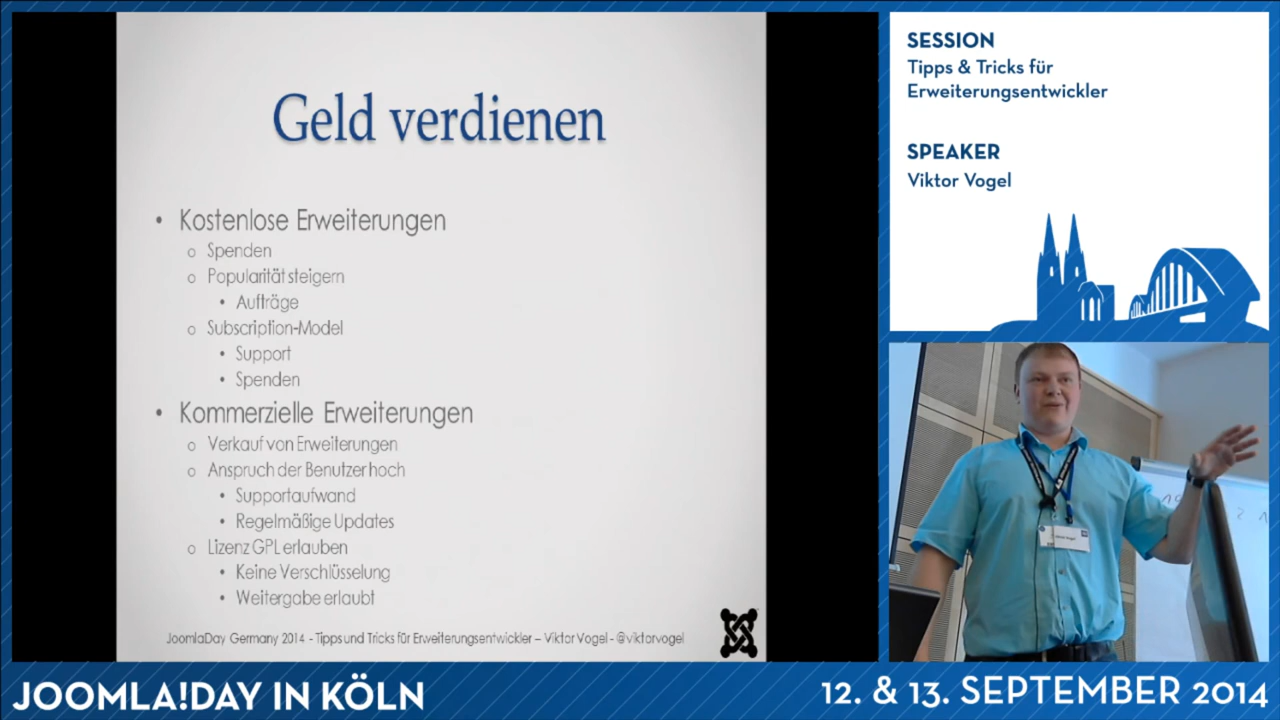 Geld verdienen
• Kostenlose Erweiterungen
o Spenden
o Popularität steigern
• Aufträge
o Subscription-Model
• Support
• Spenden
• Kommerzielle Erweiterungen
o Verkauf von Erweiterungen
o Anspruch der Benutzer hoch
• Supportaufwand
• Regelmäßige Updates
o Lizenz GPL erlauben
• Keine Verschlüsselung
• Weitergabe erlaubt
JoomlaDay Germany 2014 - Tipps und Tricks für Erweiterungsentwickler – Viktor Vogel - @viktorvogel
SESSION
Tipps & Tricks für
Erweiterungsentwickler
SPEAKER
Viktor Vogel
JOOMLA!DAY IN KÖLN
12. & 13. SEPTEMBER 2014